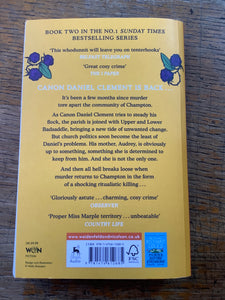 BOOK TWO IN THE NO.1 SUNDAY TIMES
BESTSELLING SERIES
'This whodunnit will leave you on tenterhooks'
BELFAST TELEGRAPH
'Great cosy crime'
PRIMA
CANON DANIEL CLEMENT IS BACK . . .
It's been a few months since murder
tore apart the community of Champton.
As Canon Daniel Clement tries to steady his
flock, the parish is joined with Upper and Lower
Badsaddle, bringing a new tide of unwanted change.
But church politics soon become the least of
Daniel's problems. His mother, Audrey, is obviously
up to something, something she is determined to
keep from him. And she is not the only one.
And then all hell breaks loose when
murder returns to Champton in the form
of a shocking ritualistic killing . . .
'Gloriously astute . . . charming, cosy crime'
OBSERVER
'Proper Miss Marple territory . . . unbeatable'
COUNTRY LIFE
www.weidenfeldandnicolson.co.uk
W&N
FICTION
FSC